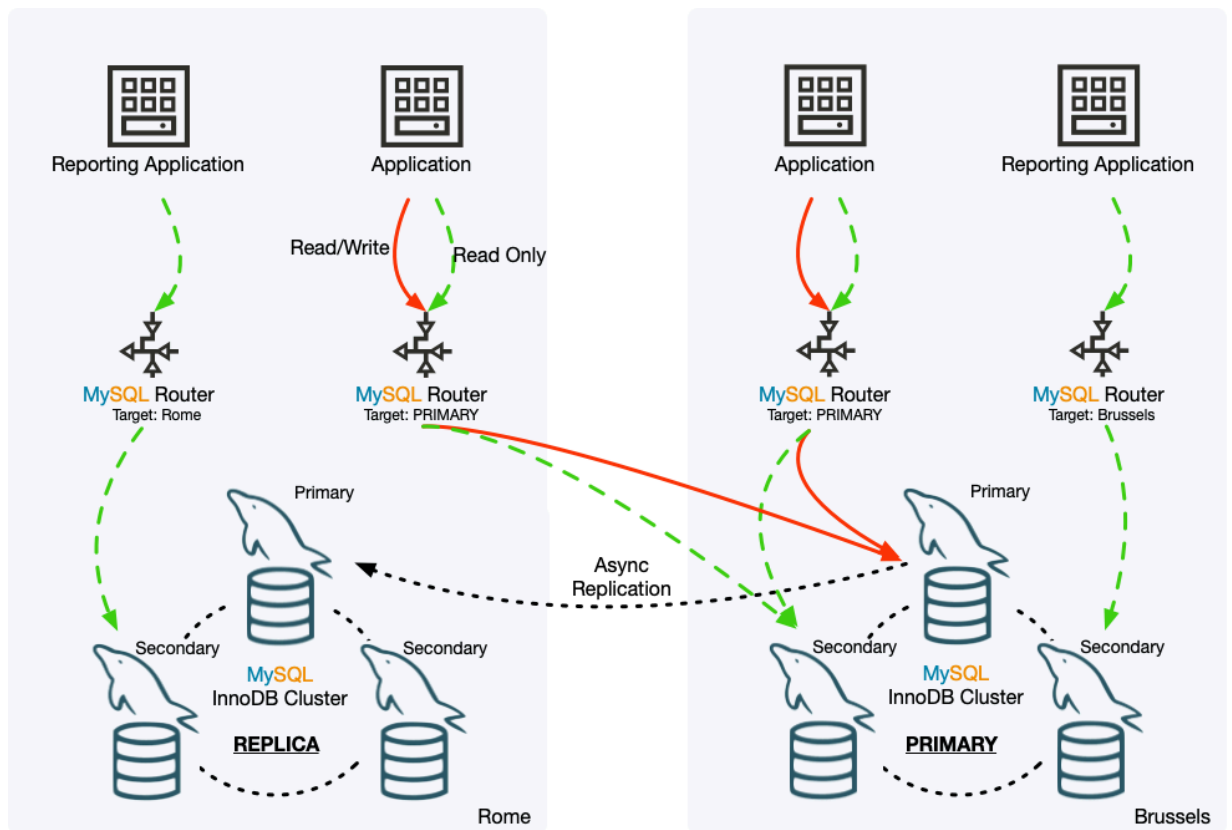 Reporting Application
Application
Application
Reporting Application
Read/Write
Read Only
MySQL Router
Target: Rome
MySQL Router
Target: PRIMARY
MySQL Router
Target: PRIMARY
MySQL Router
Target: Brussels
Primary
Primary
Async
Replication
Secondary
Secondary
Secondary
Secondary
MySQL
InnoDB Cluster
REPLICA
MySQL
InnoDB Cluster
PRIMARY
Rome
Brussels